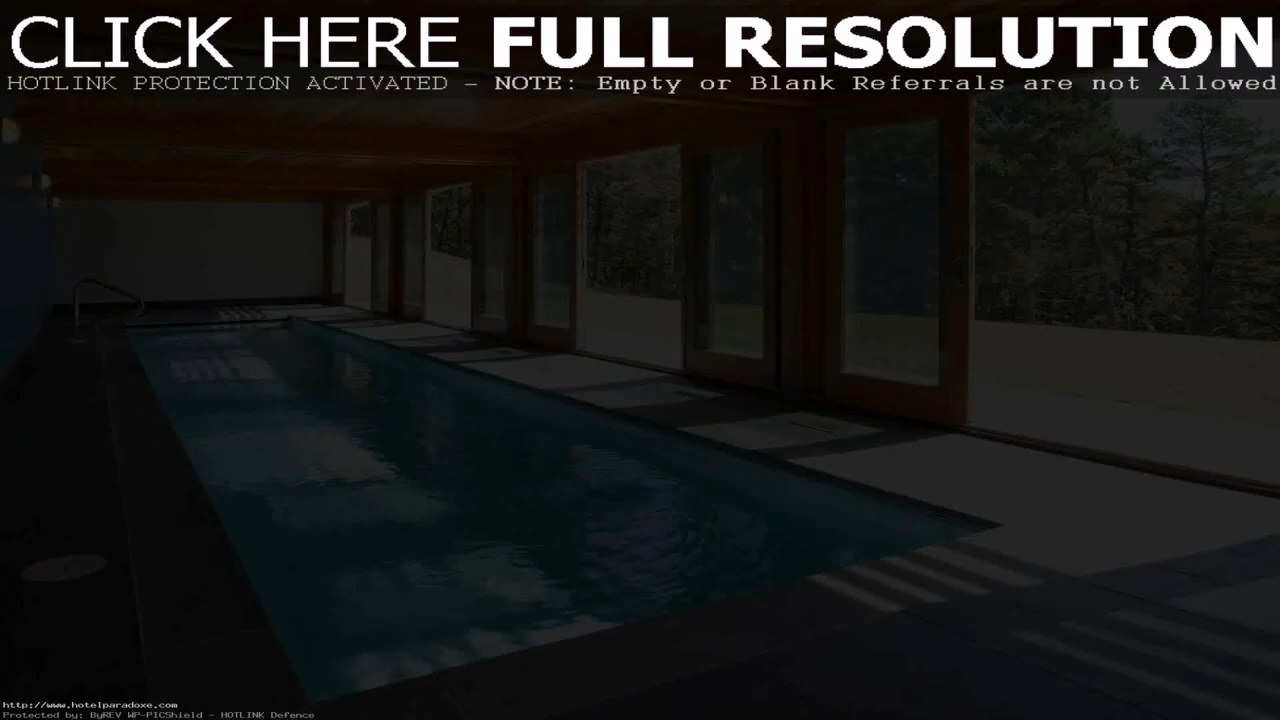 CLICK HERE FULL RESOLUTION
HOTLINK PROTECTION ACTIVATED - NOTE: Empty or Blank Referrals are not Allowed
http://www.hotelparadoxe.com
Protected by: ByREV WP-PICShield - HOTLINK Defence